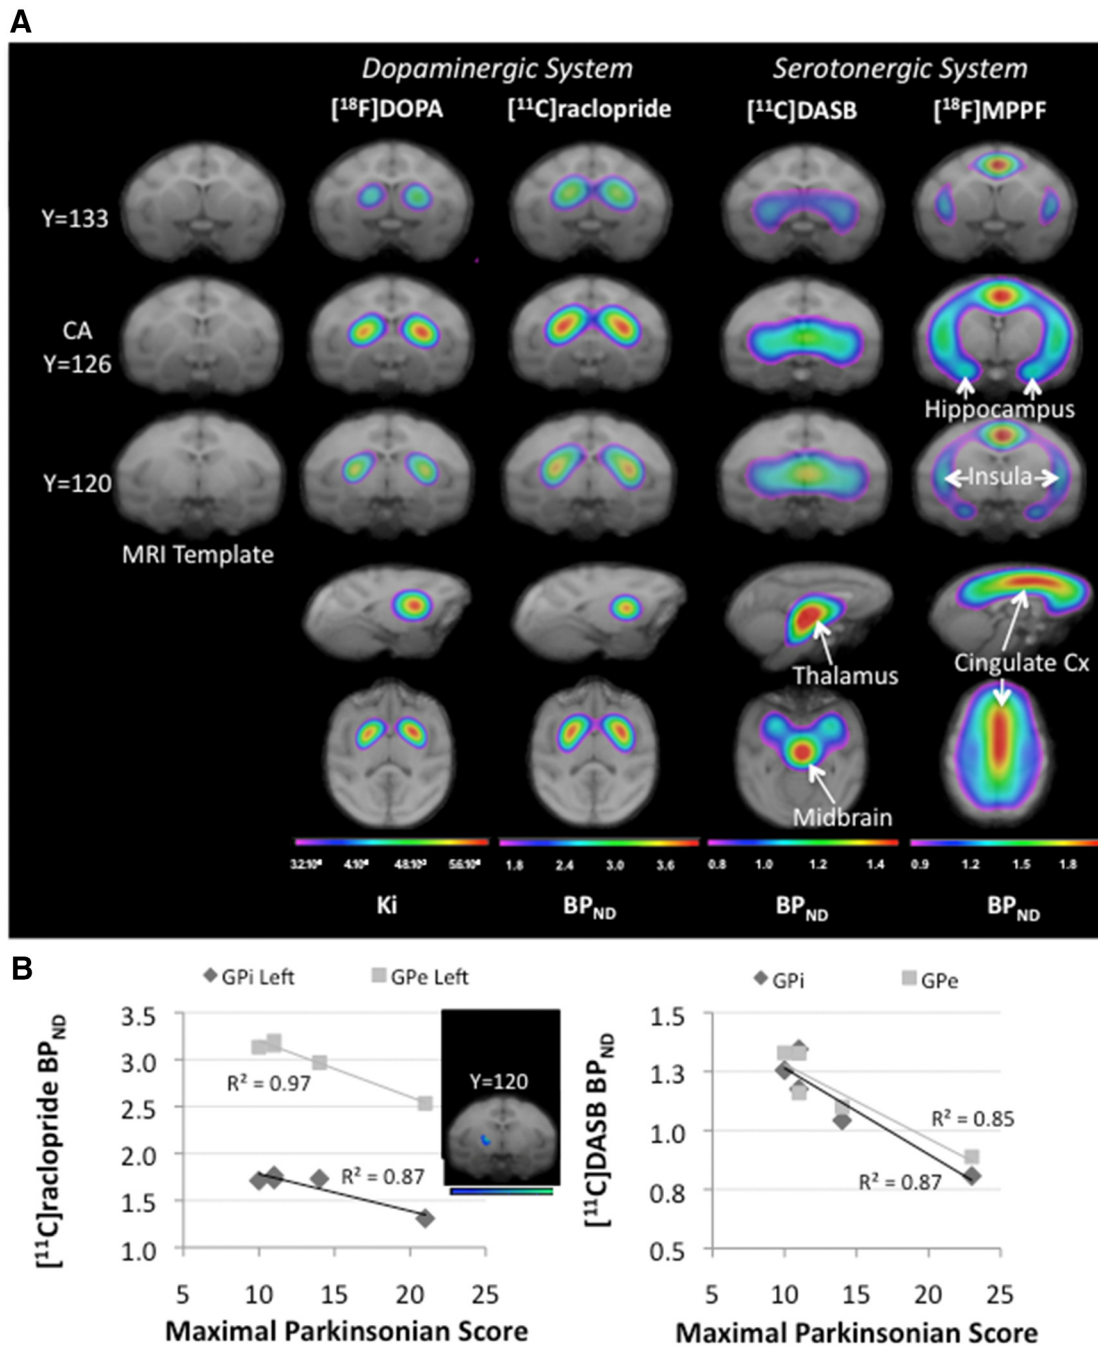 A
Dopaminergic System Serotonergic System
[¹⁸F]DOPA [¹¹C]raclopride [¹¹C]DASB [¹⁸F]MPPF
Y=133
CA
Y=126
Hippocampus
Y=120
Insula
MRI Template
Thalamus
Cingulate Cx
Midbrain
1.8 2.4 3.0 3.6 0.8 1.0 1.2 1.4 0.9 1.2 1.5 1.8
Ki BP_ND BP_ND BP_ND
B
GPi Left GPe Left
[¹¹C]raclopride BP_ND
3.5
3.0
2.5
2.0
1.5
1.0
R² = 0.97
R² = 0.87
Y=120
5 10 15 20 25
Maximal Parkinsonian Score
GPi GPe
[¹¹C]DASB BP_ND
1.5
1.3
1.0
0.8
0.5
R² = 0.85
R² = 0.87
5 10 15 20 25
Maximal Parkinsonian Score